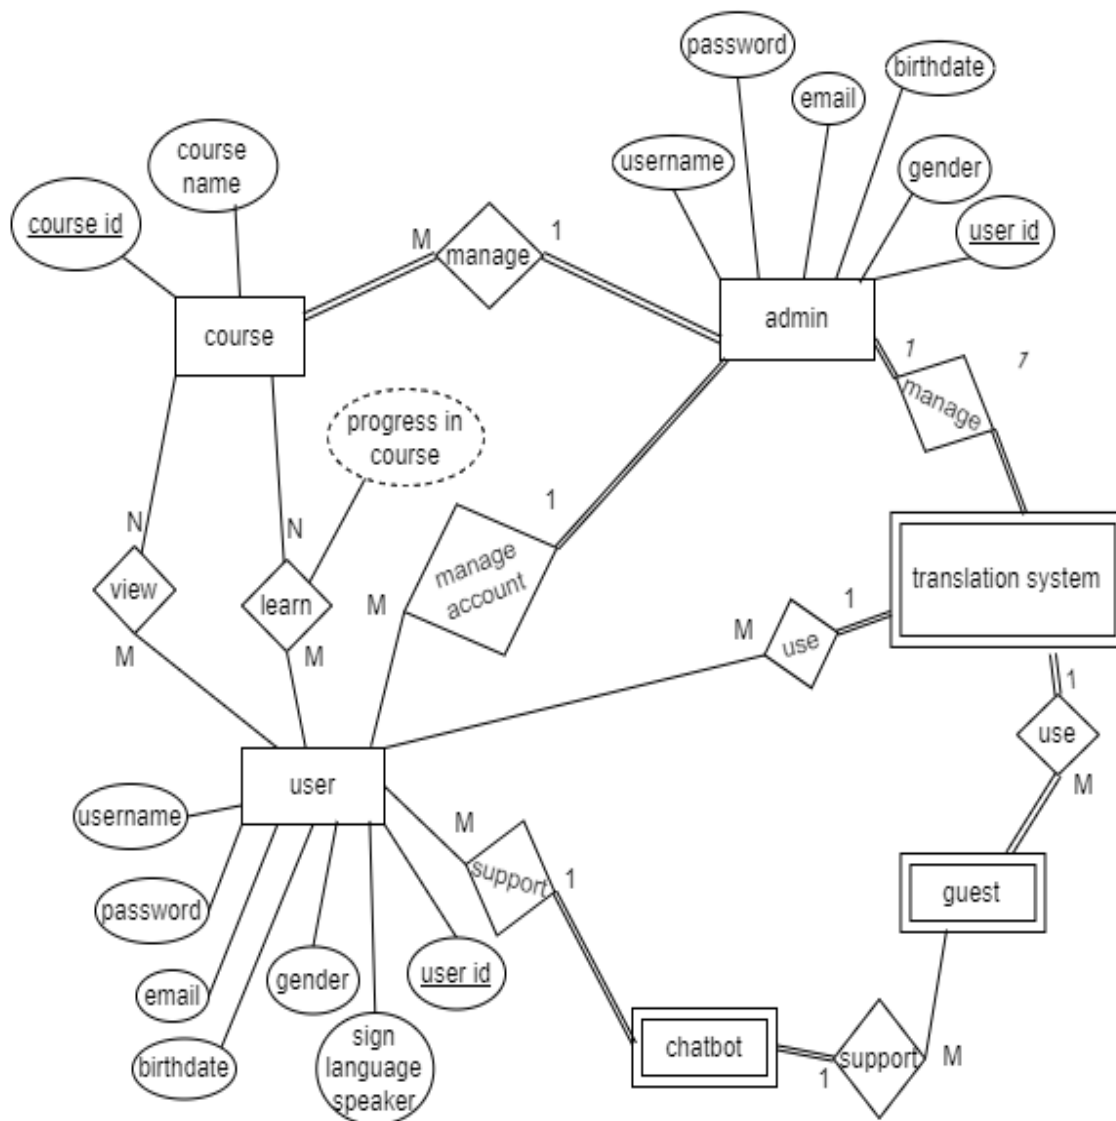 password
birthdate
email
course
name
username
gender
course id
user id
M
1
manage
admin
course
1
1
manage
progress in
course
1
N
N
manage
account
translation system
view
learn
M
1
M
use
M
M
1
use
user
M
username
M
support
1
guest
password
gender
user id
email
sign
language
speaker
birthdate
chatbot
1
support
M